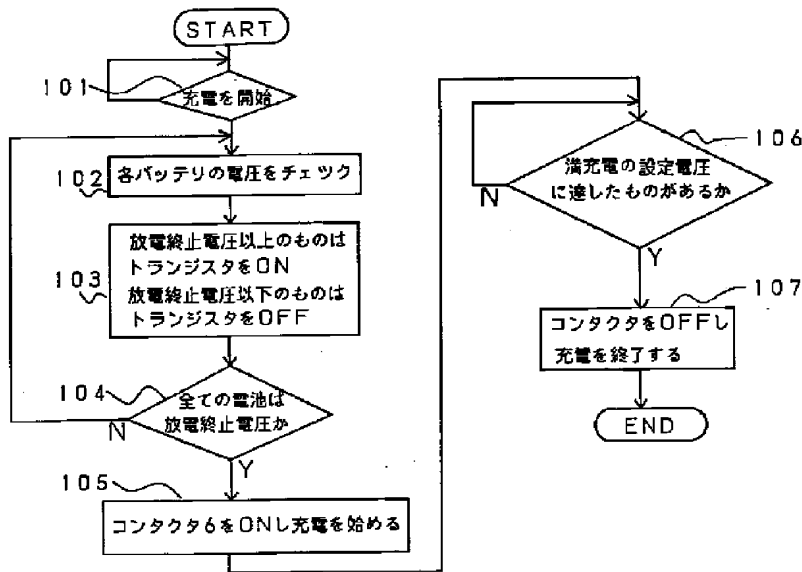 START
101
充電を開始
102
各バッテリの電圧をチェック
103
放電終止電圧以上のものは
トランジスタをON
放電終止電圧以下のものは
トランジスタをOFF
104
全ての電池は
放電終止電圧か
N
Y
105
コンタクタ6をONし充電を始める
106
満充電の設定電圧
に達したものがあるか
N
Y
107
コンタクタをOFFし
充電を終了する
END